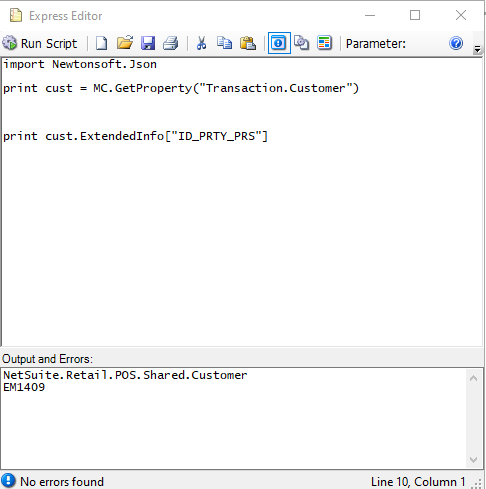 Express Editor
Run Script Parameter:
import Newtonsoft.Json
print cust = MC.GetProperty("Transaction.Customer")
print cust.ExtendedInfo["ID_PRTY_PRS"]
Output and Errors:
NetSuite.Retail.POS.Shared.Customer
EM1409
No errors found Line 10, Column 1